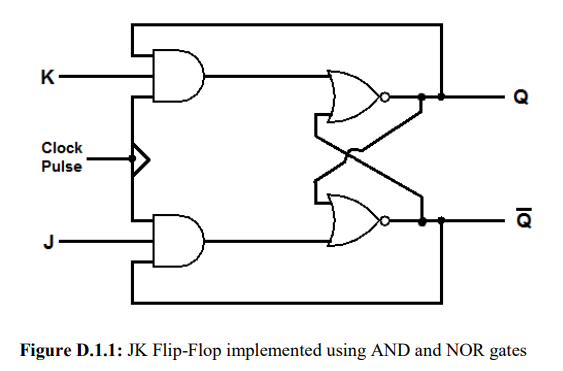 K
Clock
Pulse
J
Q
Q̅
Figure D.1.1: JK Flip-Flop implemented using AND and NOR gates